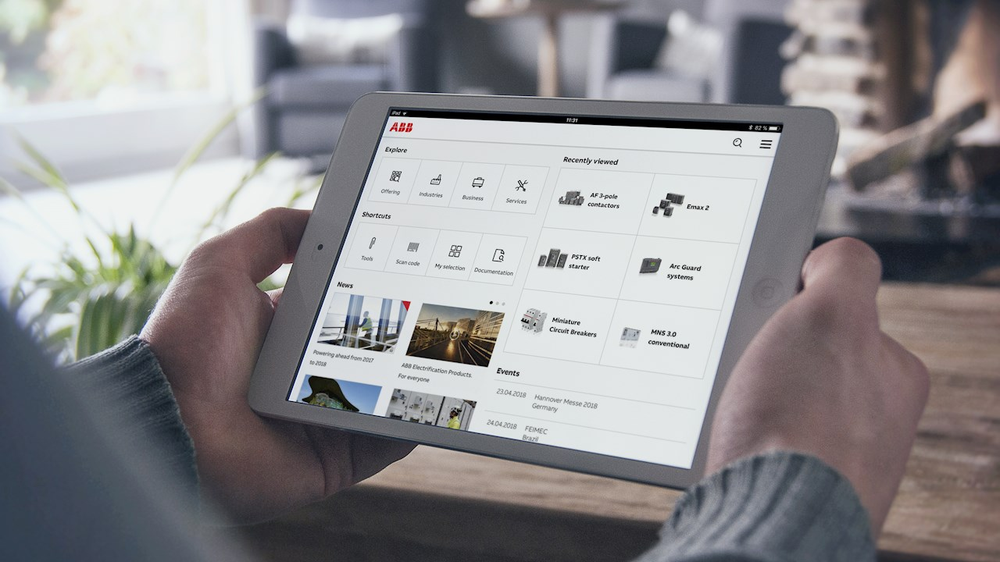 iPad
11:31
82 %
ABB
Explore
Offering
Industries
Business
Services
Shortcuts
Tools
Scan code
My selection
Documentation
News
Powering ahead from 2017
to 2018
ABB Electrification Products.
For everyone
Recently viewed
AF 3-pole
contactors
Emax 2
PSTX soft
starter
Arc Guard
systems
Miniature
Circuit Breakers
MNS 3.0
conventional
Events
23.04.2018
Hannover Messe 2018
Germany
24.04.2018
FEIMEC
Brazil